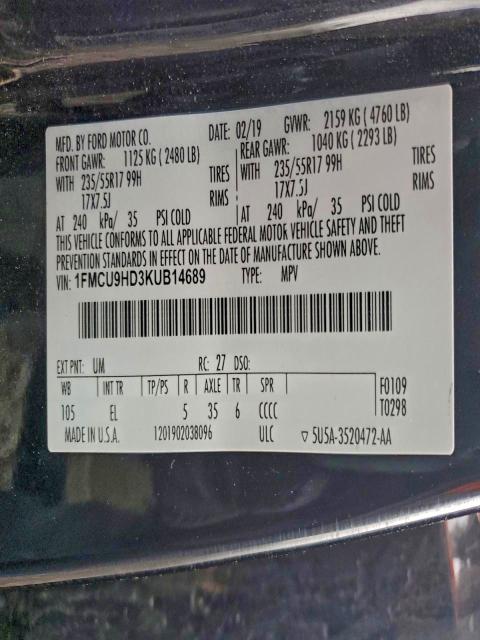 MFD. BY FORD MOTOR CO. DATE: 02/19 GVWR: 2159 KG (4760 LB)
FRONT GAWR: 1125 KG (2480 LB) REAR GAWR: 1040 KG (2293 LB)
WITH 235/55R17 99H TIRES WITH 235/55R17 99H TIRES
17X7.5J RIMS 17X7.5J RIMS
AT 240 kPa/ 35 PSI COLD AT 240 kPa/ 35 PSI COLD
THIS VEHICLE CONFORMS TO ALL APPLICABLE FEDERAL MOTOR VEHICLE SAFETY AND THEFT
PREVENTION STANDARDS IN EFFECT ON THE DATE OF MANUFACTURE SHOWN ABOVE.
VIN: 1FMCU9HD3KUB14689 TYPE: MPV
EXT PNT: UM RC: 27 DSO:
WB INT TR TP/PS R AXLE TR SPR F0109
105 EL 5 35 6 CCCC T0298
MADE IN U.S.A. 1201902038096 ULC ▽ 5U5A-3520472-AA